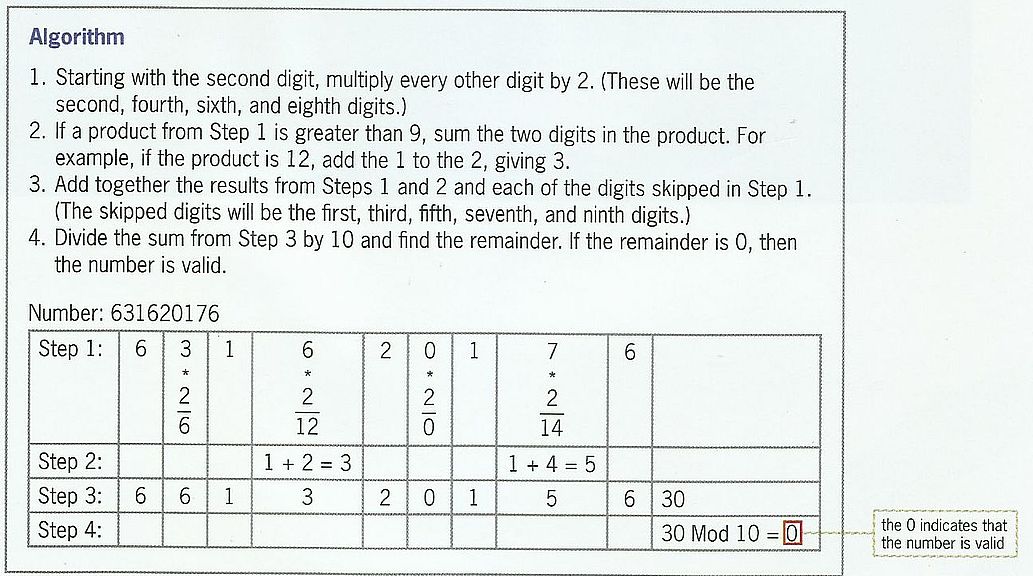 Algorithm
1. Starting with the second digit, multiply every other digit by 2. (These will be the
second, fourth, sixth, and eighth digits.)
2. If a product from Step 1 is greater than 9, sum the two digits in the product. For
example, if the product is 12, add the 1 to the 2, giving 3.
3. Add together the results from Steps 1 and 2 and each of the digits skipped in Step 1.
(The skipped digits will be the first, third, fifth, seventh, and ninth digits.)
4. Divide the sum from Step 3 by 10 and find the remainder. If the remainder is 0, then
the number is valid.
Number: 631620176
Step 1: 6 3 1 6 2 0 1 7 6
* * * *
2 2 2 2
6 12 0 14
Step 2: 1 + 2 = 3 1 + 4 = 5
Step 3: 6 6 1 3 2 0 1 5 6 30
Step 4: 30 Mod 10 = 0
the 0 indicates that
the number is valid